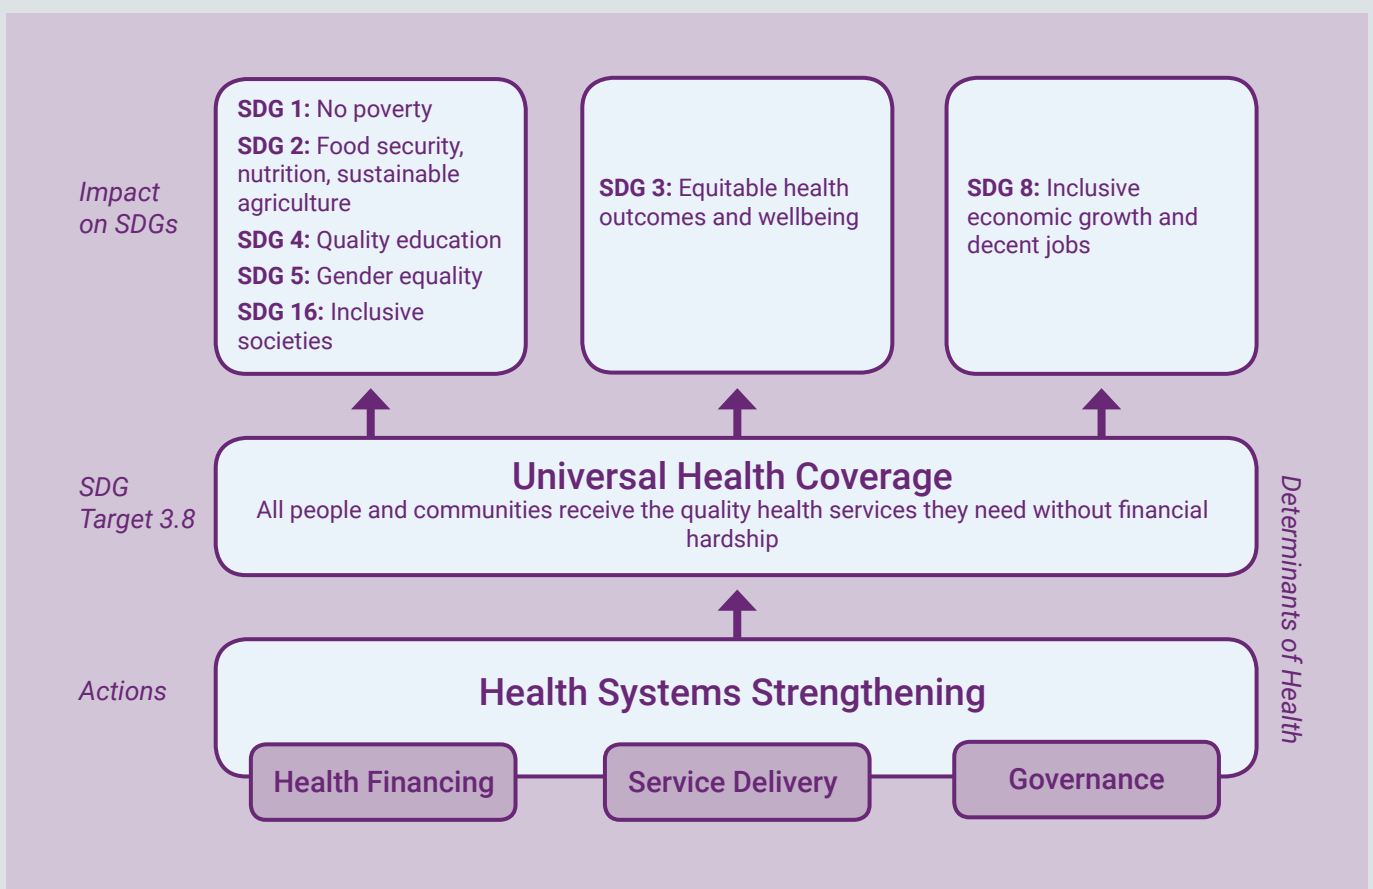 Impact
on SDGs
SDG 1: No poverty
SDG 2: Food security,
nutrition, sustainable
agriculture
SDG 4: Quality education
SDG 5: Gender equality
SDG 16: Inclusive
societies
SDG 3: Equitable health
outcomes and wellbeing
SDG 8: Inclusive
economic growth and
decent jobs
SDG
Target 3.8
Universal Health Coverage
All people and communities receive the quality health services they need without financial
hardship
Determinants of Health
Actions
Health Systems Strengthening
Health Financing
Service Delivery
Governance